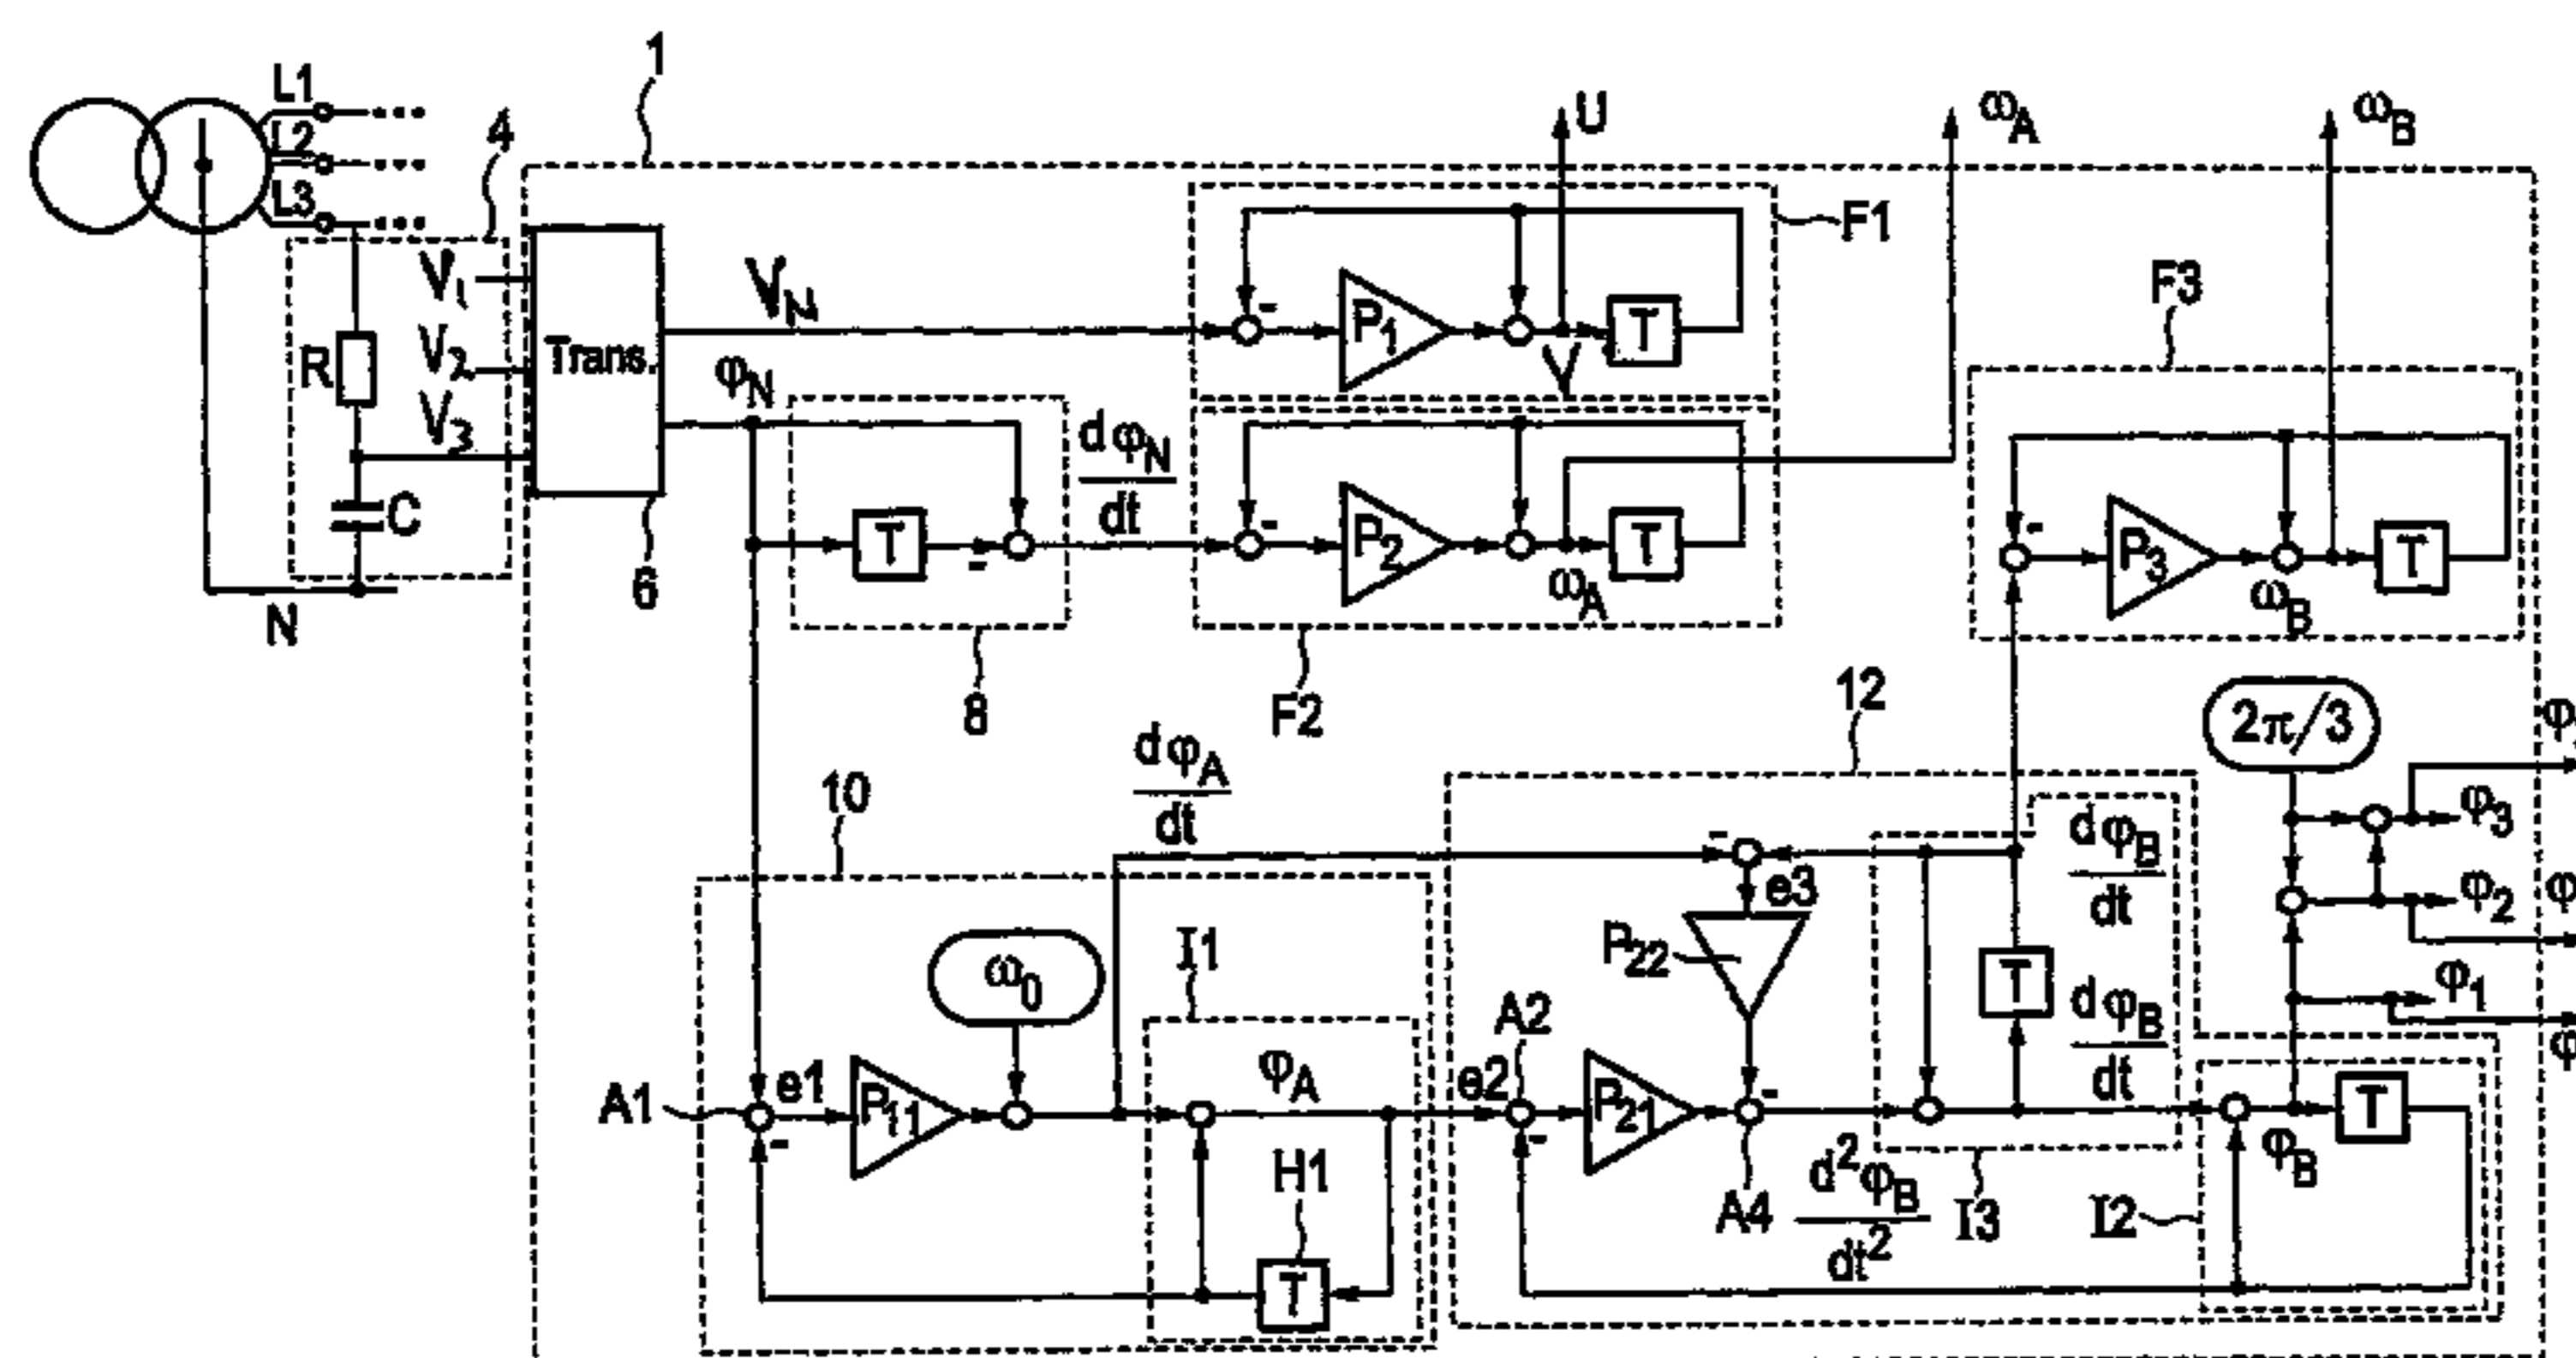 1
L1
L2
L3
4
U
ωA
ωB
F1
V1
VN
P1
T
F3
R
V2
Trans.
φN
V
V3
dφN
dt
C
T
P2
T
ωA
P3
T
ωB
N
6
8
F2
12
2π/3
φ
dφA
dt
10
dφB
dt
φ3
e3
φ2
φ
ω0
I1
P22
T
φ1
φ
A2
dφB
dt
A1
e1
P11
φA
e2
P21
T
φB
H1
T
A4
d²φB
dt²
I3
I2